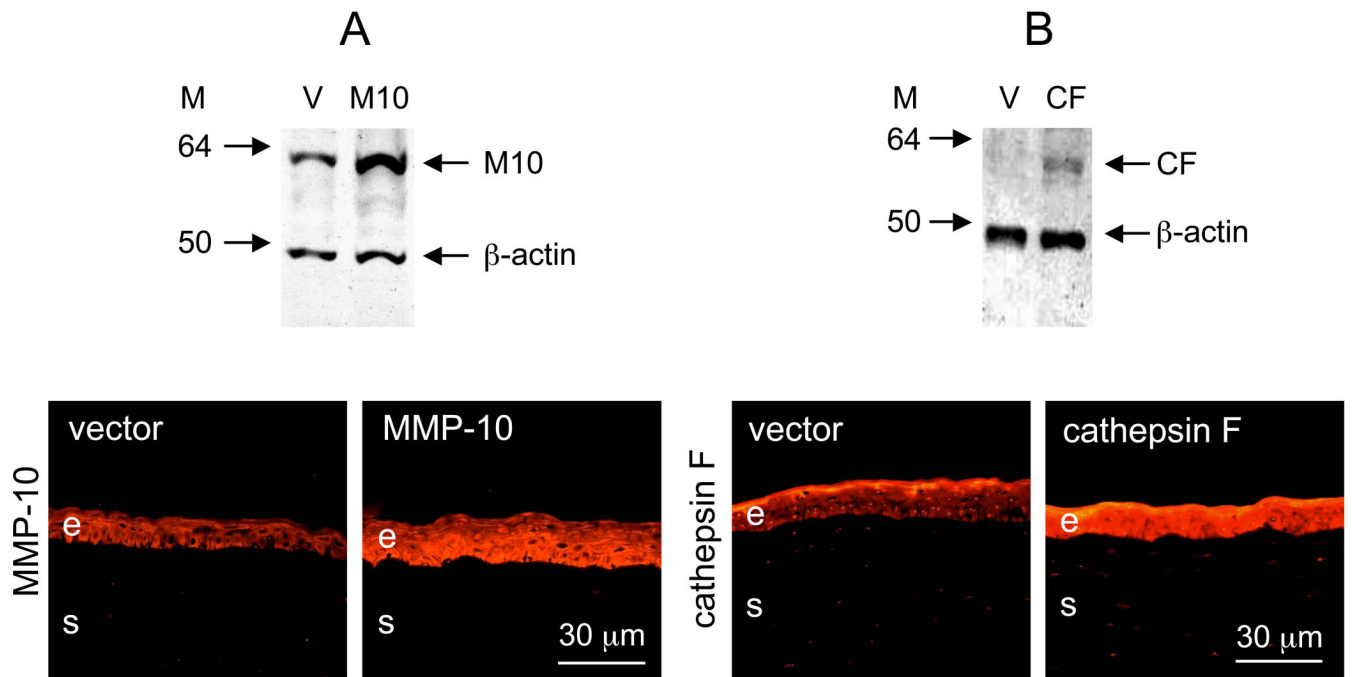 A
M V M10
64
M10
50
β-actin
B
M V CF
64
CF
50
β-actin
MMP-10
vector
e
s
MMP-10
e
s
30 μm
cathepsin F
vector
e
s
cathepsin F
e
s
30 μm